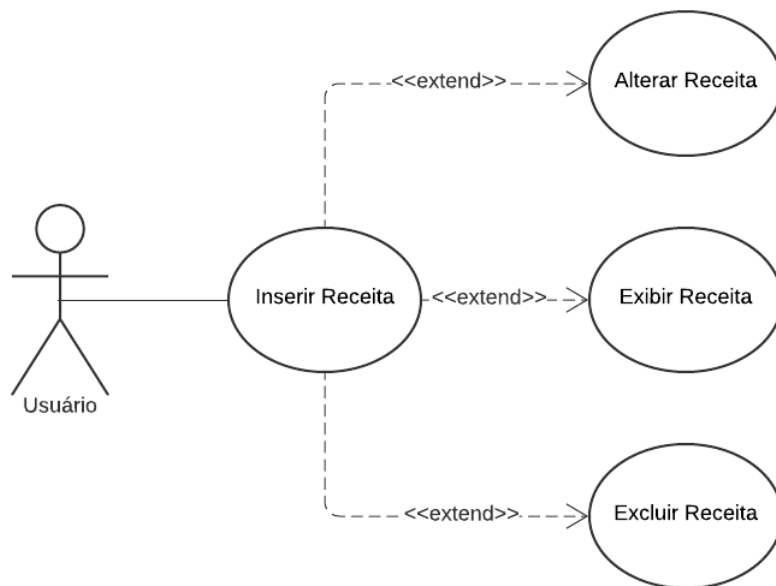 <<extend>>
Alterar Receita
Inserir Receita
<<extend>>
Exibir Receita
Usuário
<<extend>>
Excluir Receita